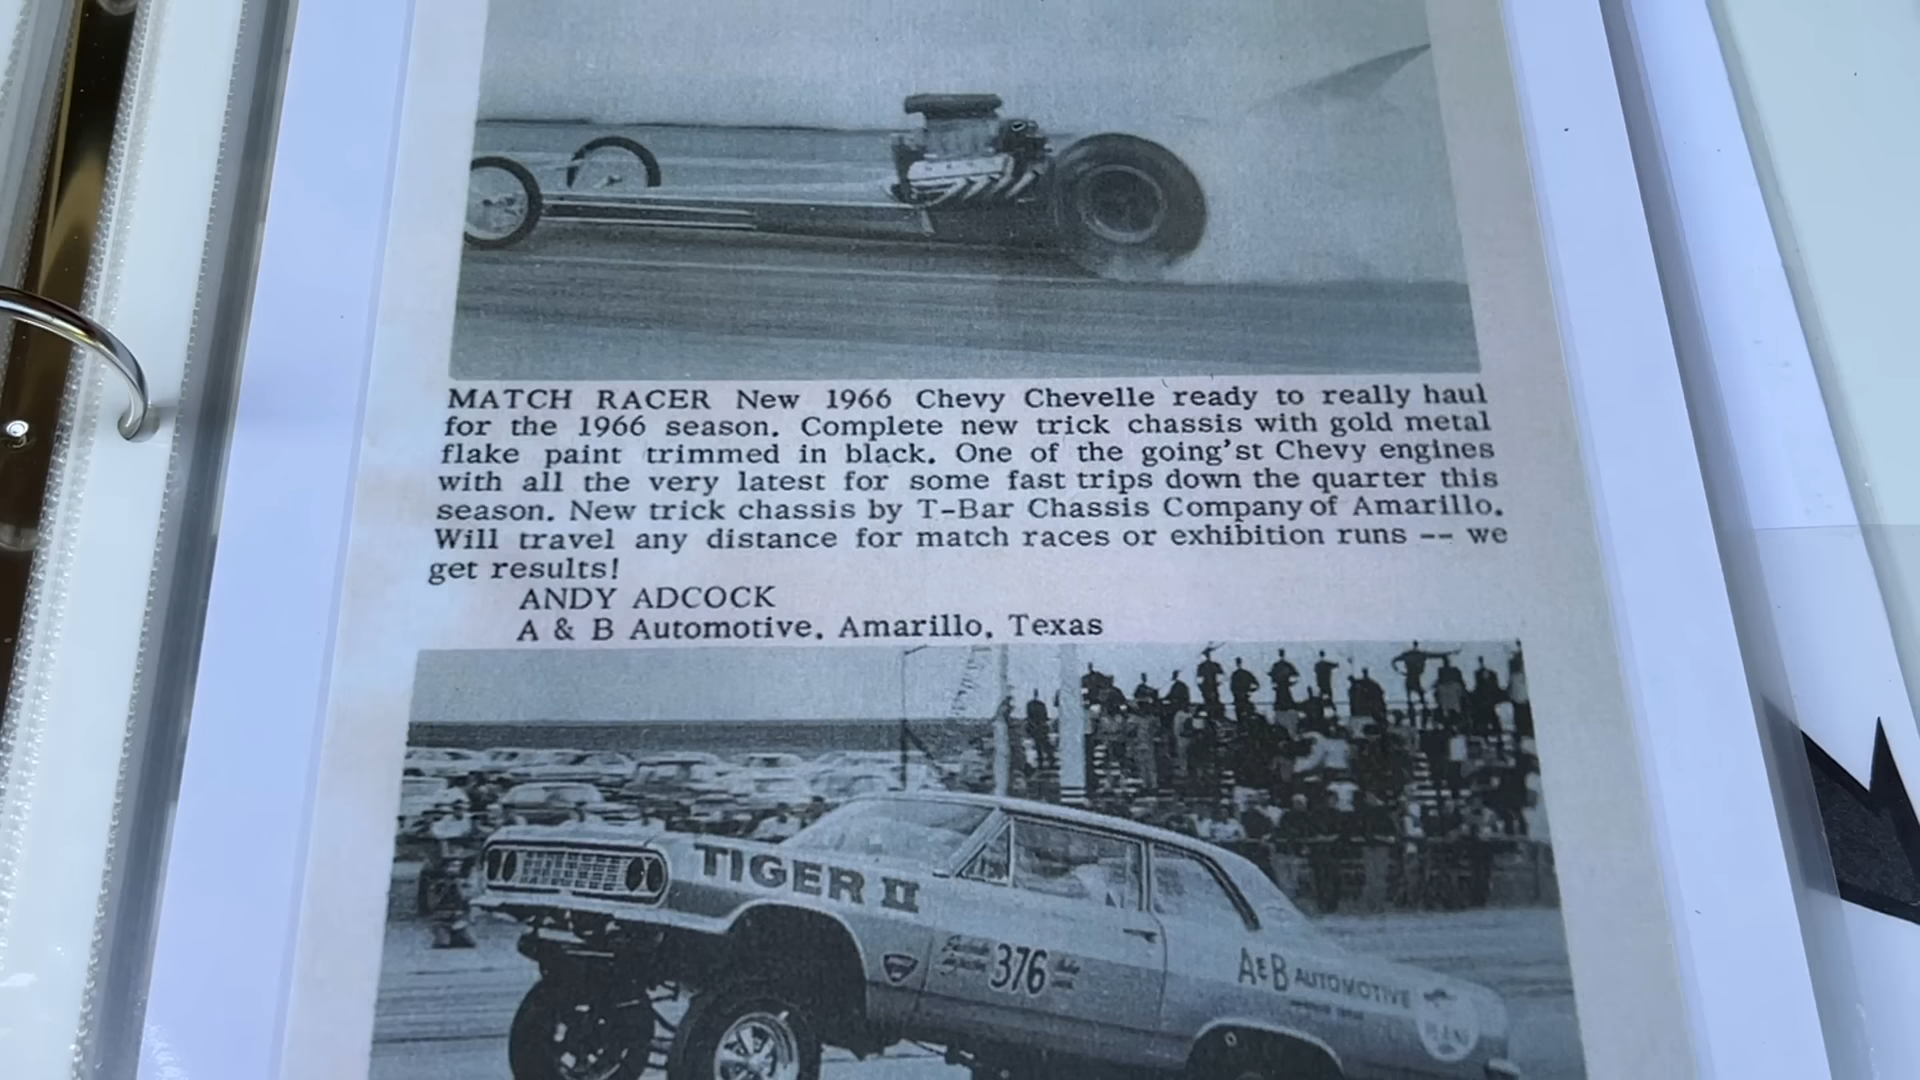 MATCH RACER New 1966 Chevy Chevelle ready to really haul
for the 1966 season. Complete new trick chassis with gold metal
flake paint trimmed in black. One of the going'st Chevy engines
with all the very latest for some fast trips down the quarter this
season. New trick chassis by T-Bar Chassis Company of Amarillo.
Will travel any distance for match races or exhibition runs -- we
get results!
ANDY ADCOCK
A & B Automotive. Amarillo, Texas
TIGER II
376
A&B AUTOMOTIVE